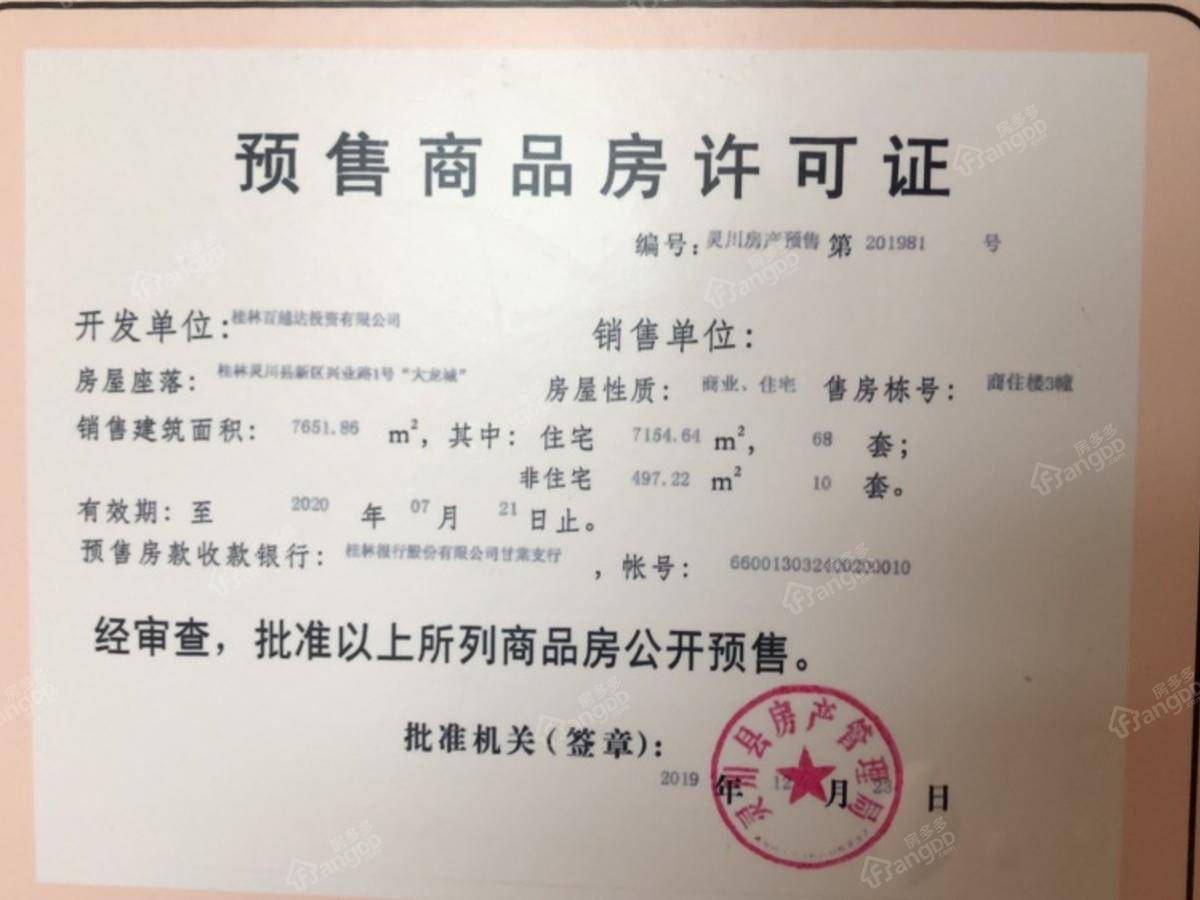 预售商品房许可证
编号:灵川房产预售第 201981 号
开发单位:桂林百越达投资有限公司 销售单位:
房屋座落:桂林灵川县新区兴业路1号“大龙城” 房屋性质:商业、住宅 售房栋号:商住楼3幢
销售建筑面积: 7651.86 m²,其中:住宅 7154.64 m², 68 套;
非住宅 497.22 m² 10 套。
有效期:至 2020 年 07 月 21 日止。
预售房款收款银行:桂林银行股份有限公司甘棠支行,帐号:660013032400200010
经审查,批准以上所列商品房公开预售。
批准机关(签章):
灵川县房产管理局
2019 年 12 月 23 日
房多多
angDD.com